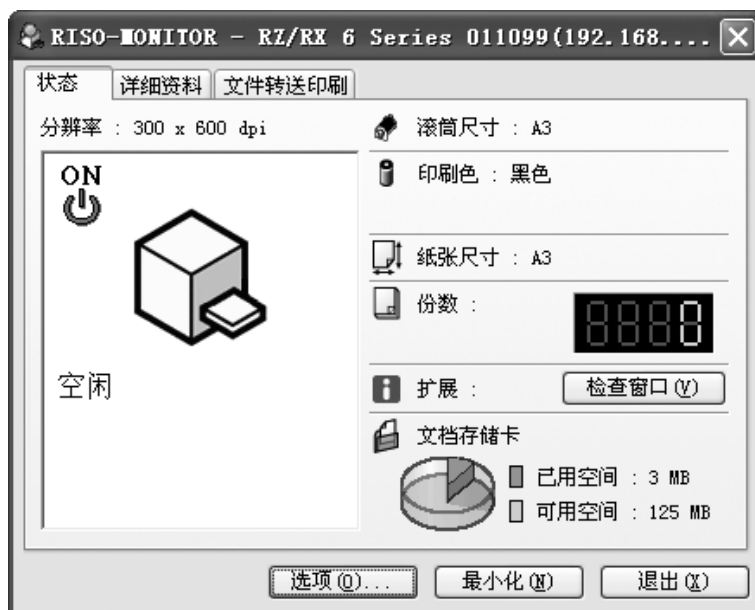 RISO-MONITOR - RZ/RX 6 Series 011099(192.168....
状态
详细资料
文件转送印刷
分辨率 : 300 x 600 dpi
ON
空闲
滚筒尺寸 : A3
印刷色 : 黑色
纸张尺寸 : A3
份数 :
0
扩展 :
检查窗口(V)
文档存储卡
已用空间 : 3 MB
可用空间 : 125 MB
选项(O)...
最小化(N)
退出(X)